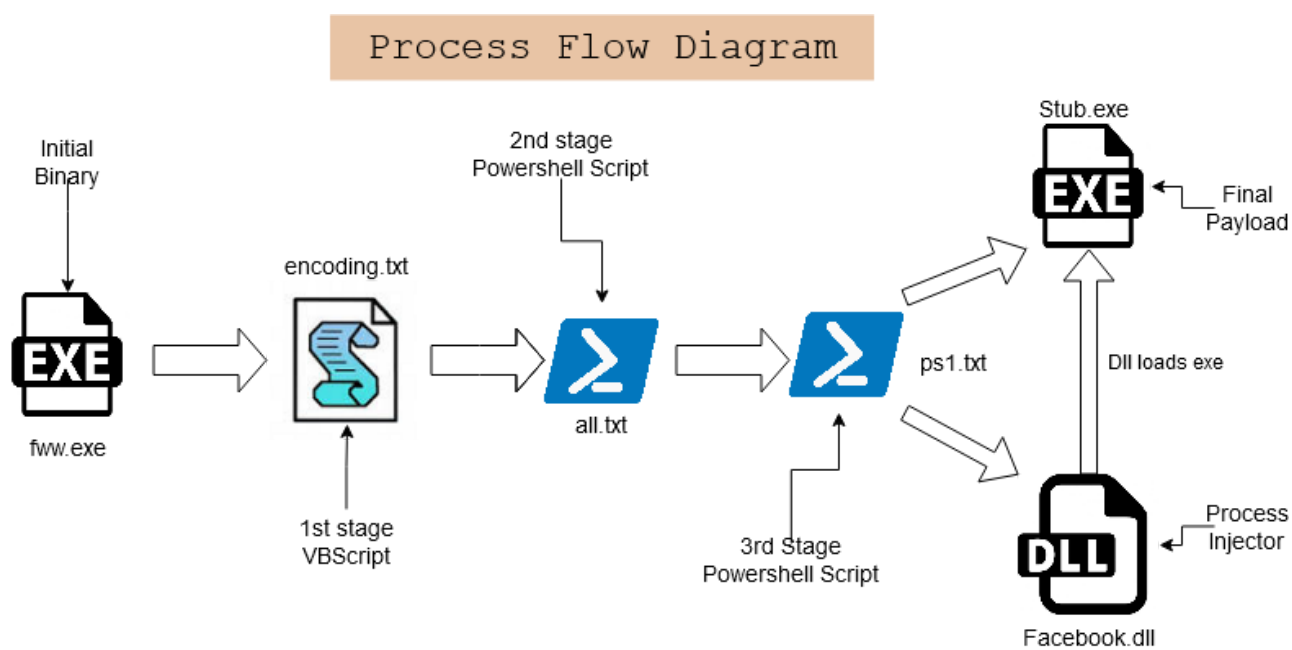 Process Flow Diagram
Stub.exe
EXE
Final
Payload
Initial
Binary
2nd stage
Powershell Script
encoding.txt
EXE
fww.exe
all.txt
ps1.txt
Dll loads exe
1st stage
VBScript
3rd Stage
Powershell Script
Process
Injector
DLL
Facebook.dll